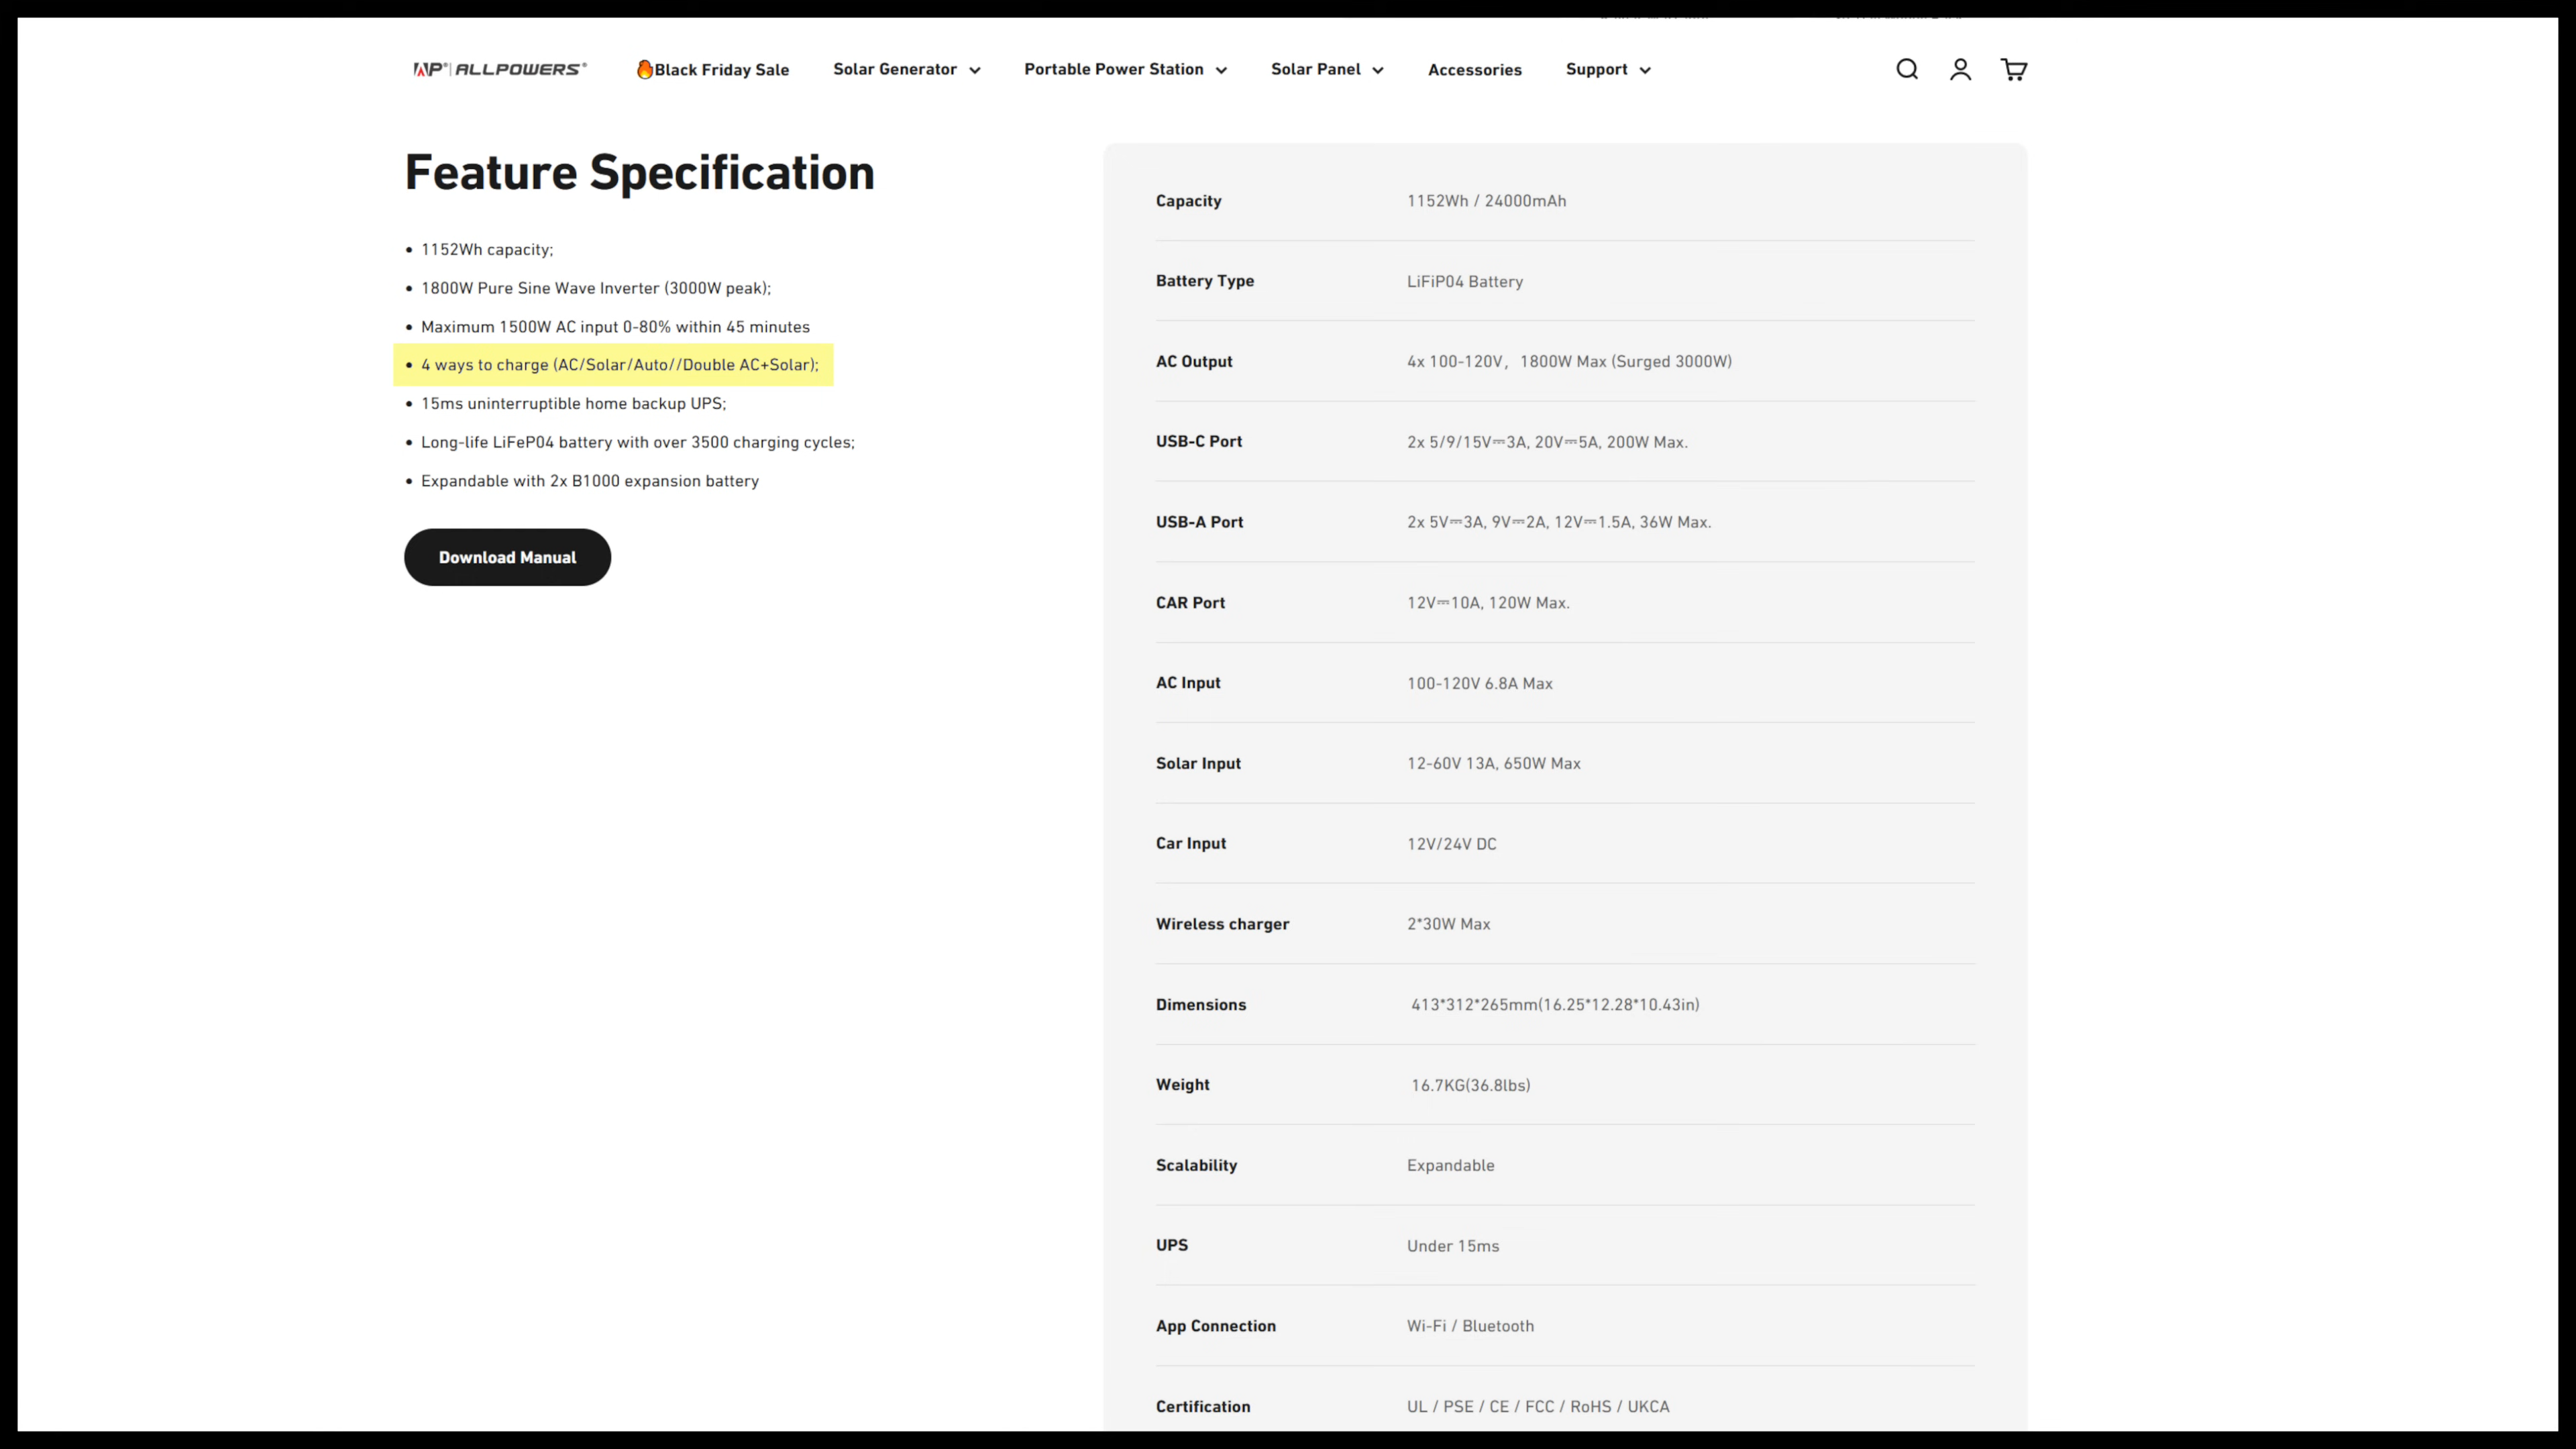 ALLPOWERS
Black Friday Sale
Solar Generator
Portable Power Station
Solar Panel
Accessories
Support
Feature Specification
• 1152Wh capacity;
• 1800W Pure Sine Wave Inverter (3000W peak);
• Maximum 1500W AC input 0-80% within 45 minutes
• 4 ways to charge (AC/Solar/Auto//Double AC+Solar);
• 15ms uninterruptible home backup UPS;
• Long-life LiFeP04 battery with over 3500 charging cycles;
• Expandable with 2x B1000 expansion battery
Download Manual
Capacity 1152Wh / 24000mAh
Battery Type LiFiP04 Battery
AC Output 4x 100-120V, 1800W Max (Surged 3000W)
USB-C Port 2x 5/9/15V⎓3A, 20V⎓5A, 200W Max.
USB-A Port 2x 5V⎓3A, 9V⎓2A, 12V⎓1.5A, 36W Max.
CAR Port 12V⎓10A, 120W Max.
AC Input 100-120V 6.8A Max
Solar Input 12-60V 13A, 650W Max
Car Input 12V/24V DC
Wireless charger 2*30W Max
Dimensions 413*312*265mm(16.25*12.28*10.43in)
Weight 16.7KG(36.8lbs)
Scalability Expandable
UPS Under 15ms
App Connection Wi-Fi / Bluetooth
Certification UL / PSE / CE / FCC / RoHS / UKCA